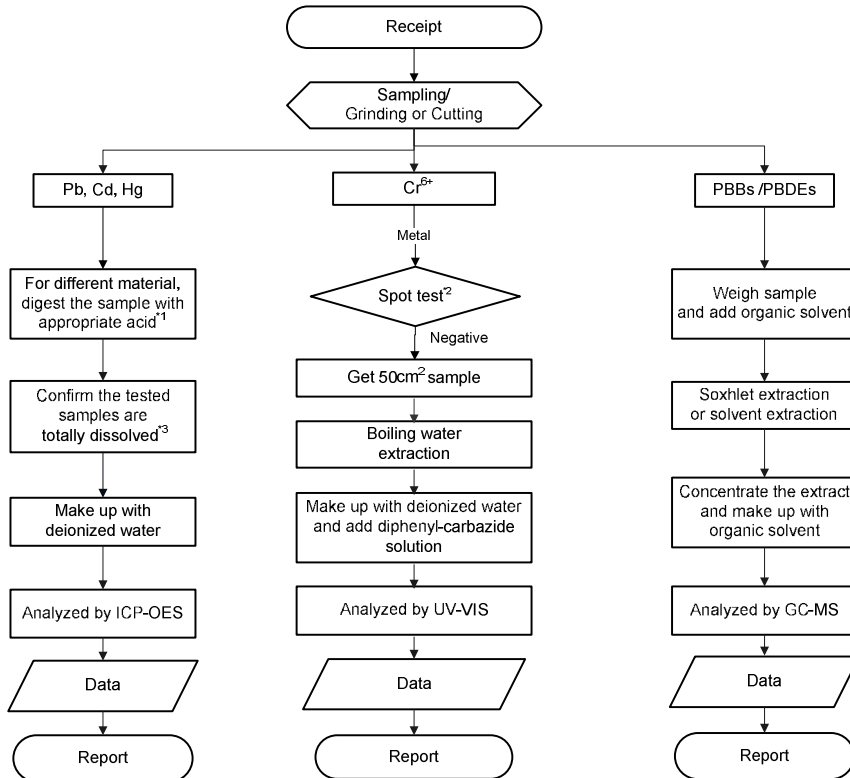 Receipt
Sampling/
Grinding or Cutting
Pb, Cd, Hg
For different material,
digest the sample with
appropriate acid*1
Confirm the tested
samples are
totally dissolved*3
Make up with
deionized water
Analyzed by ICP-OES
Data
Report
Cr6+
Metal
Spot test*2
Negative
Get 50cm2 sample
Boiling water
extraction
Make up with deionized water
and add diphenyl-carbazide
solution
Analyzed by UV-VIS
Data
Report
PBBs /PBDEs
Weigh sample
and add organic solvent
Soxhlet extraction
or solvent extraction
Concentrate the extract
and make up with
organic solvent
Analyzed by GC-MS
Data
Report